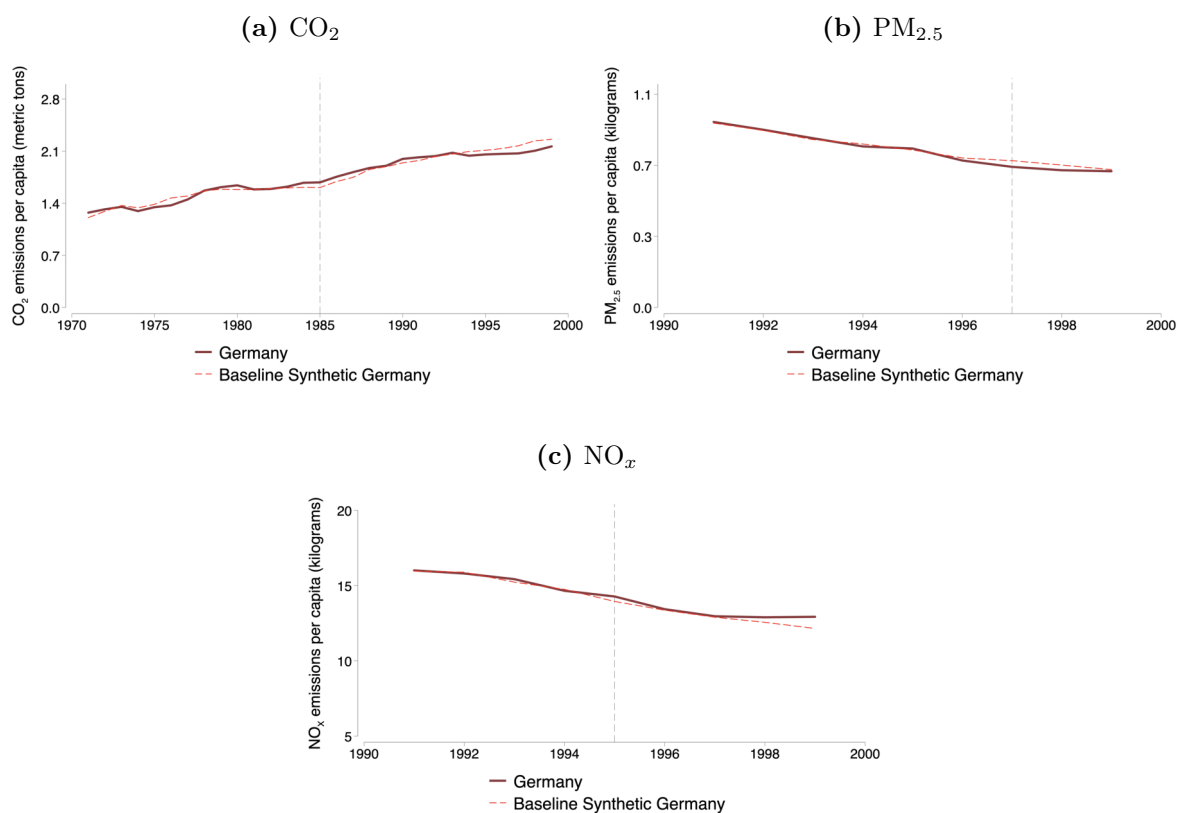 (a) CO₂
CO₂ emissions per capita (metric tons)
2.8
2.1
1.4
0.7
0.0
1970 1975 1980 1985 1990 1995 2000
Germany
Baseline Synthetic Germany
(b) PM₂.₅
PM₂.₅ emissions per capita (kilograms)
1.1
0.7
0.3
0.0
1990 1992 1994 1996 1998 2000
Germany
Baseline Synthetic Germany
(c) NOₓ
NOₓ emissions per capita (kilograms)
20
15
10
5
1990 1992 1994 1996 1998 2000
Germany
Baseline Synthetic Germany